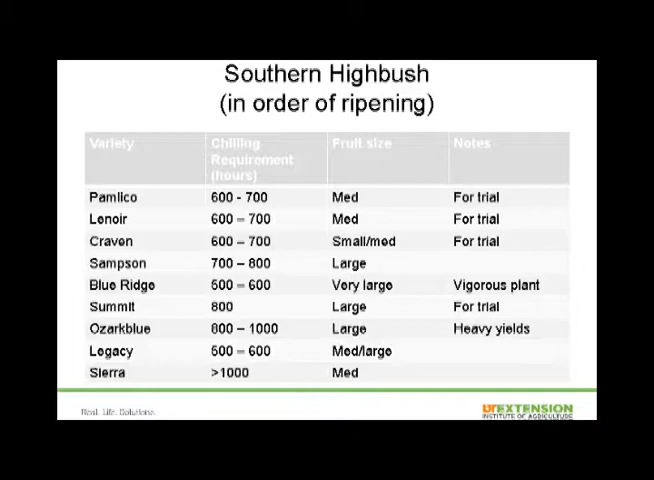 Southern Highbush
(in order of ripening)
Variety Chilling Requirement (hours) Fruit size Notes
Pamlico 600 - 700 Med For trial
Lenoir 600 – 700 Med For trial
Craven 600 – 700 Small/med For trial
Sampson 700 – 800 Large
Blue Ridge 500 – 600 Very large Vigorous plant
Summit 800 Large For trial
Ozarkblue 800 – 1000 Large Heavy yields
Legacy 500 – 600 Med/large
Sierra >1000 Med
Real. Life. Solutions.
UTEXTENSION
INSTITUTE OF AGRICULTURE